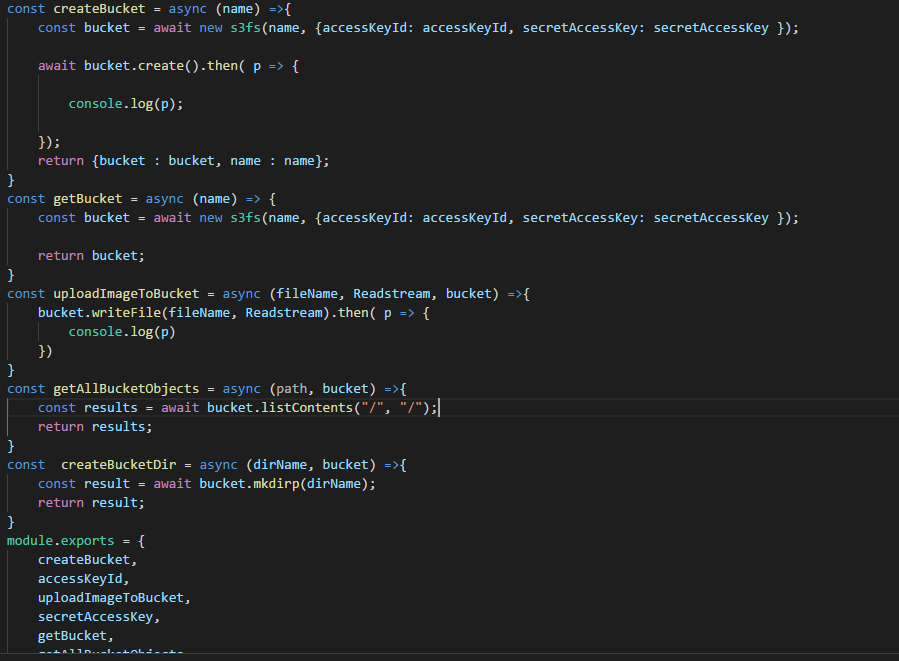 const createBucket = async (name) =>{
const bucket = await new s3fs(name, {accessKeyId: accessKeyId, secretAccessKey: secretAccessKey });
await bucket.create().then( p => {
console.log(p);
});
return {bucket : bucket, name : name};
}
const getBucket = async (name) => {
const bucket = await new s3fs(name, {accessKeyId: accessKeyId, secretAccessKey: secretAccessKey });
return bucket;
}
const uploadImageToBucket = async (fileName, Readstream, bucket) =>{
bucket.writeFile(fileName, Readstream).then( p => {
console.log(p)
})
}
const getAllBucketObjects = async (path, bucket) =>{
const results = await bucket.listContents("/", "/");
return results;
}
const  createBucketDir = async (dirName, bucket) =>{
const result = await bucket.mkdirp(dirName);
return result;
}
module.exports = {
createBucket,
accessKeyId,
uploadImageToBucket,
secretAccessKey,
getBucket,
getAllBucketObjects